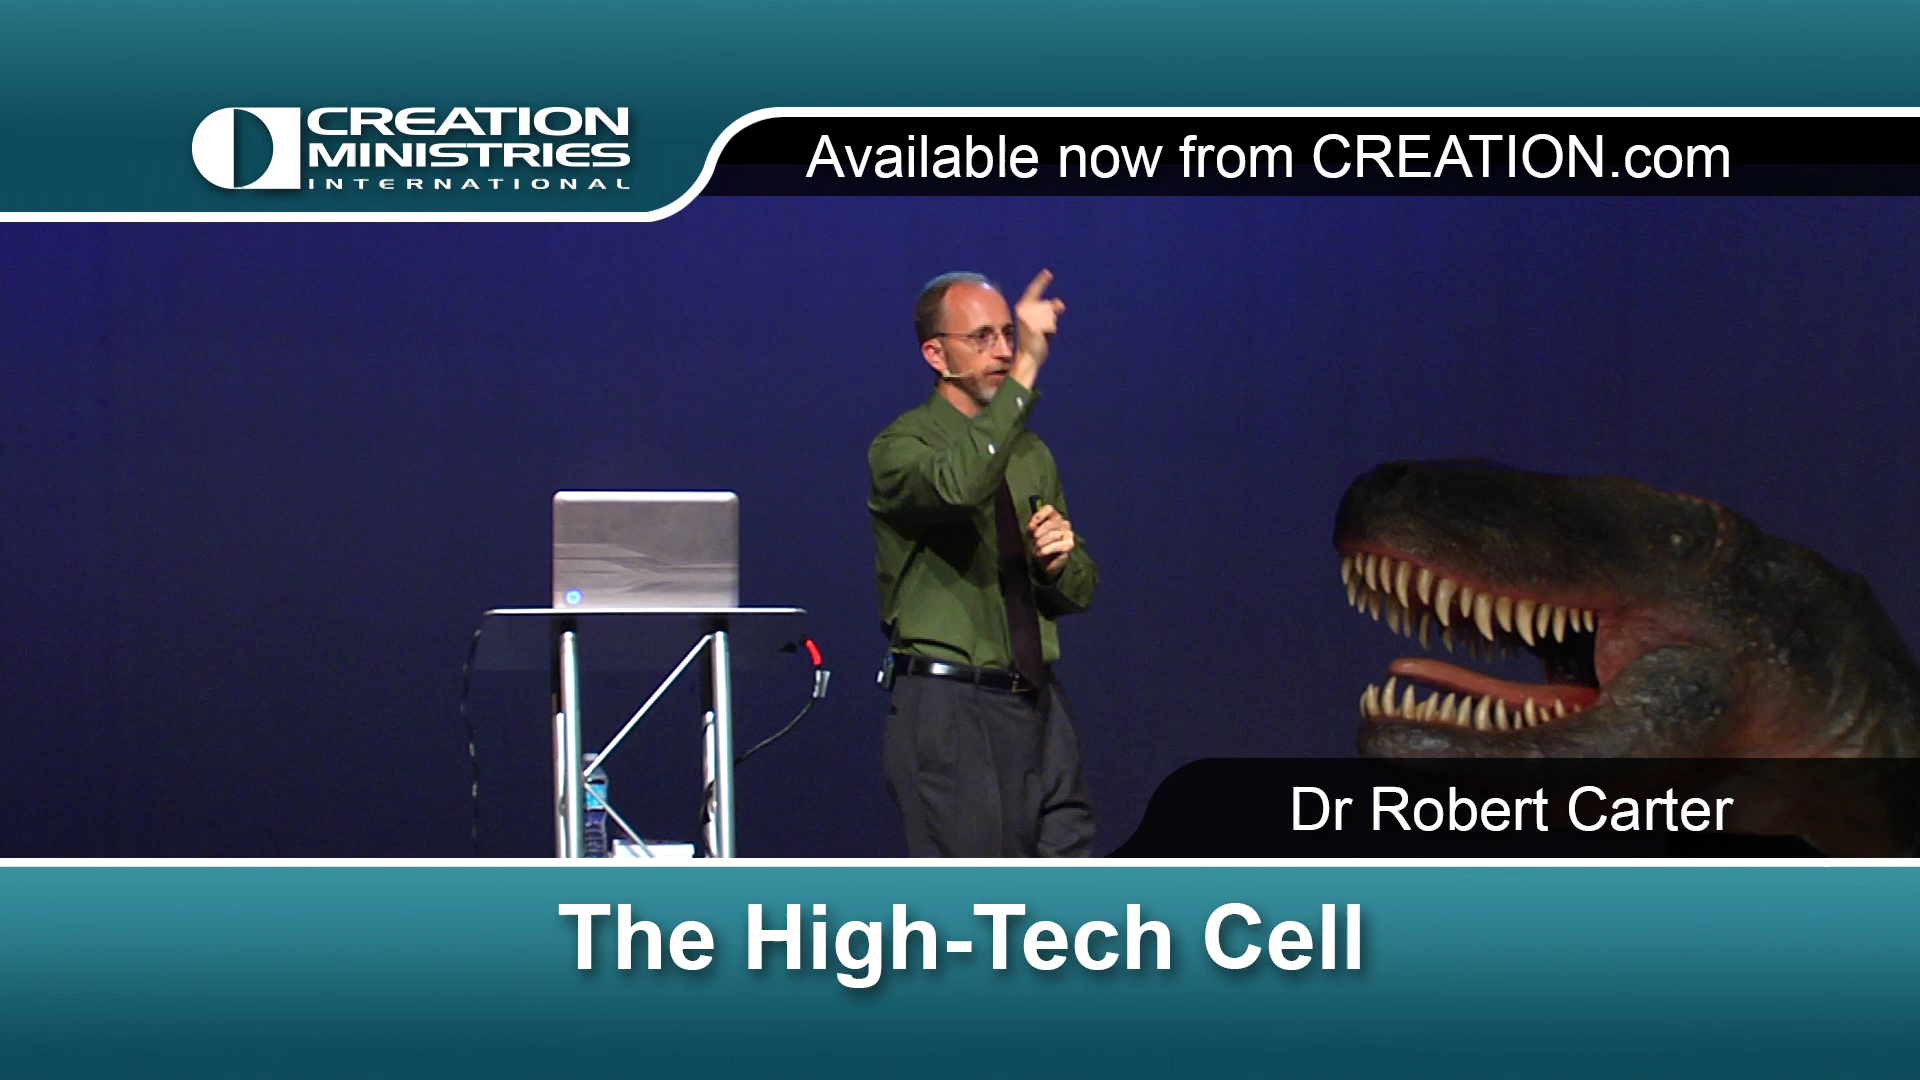 CREATION
MINISTRIES
INTERNATIONAL
Available now from CREATION.com
Dr Robert Carter
The High-Tech Cell